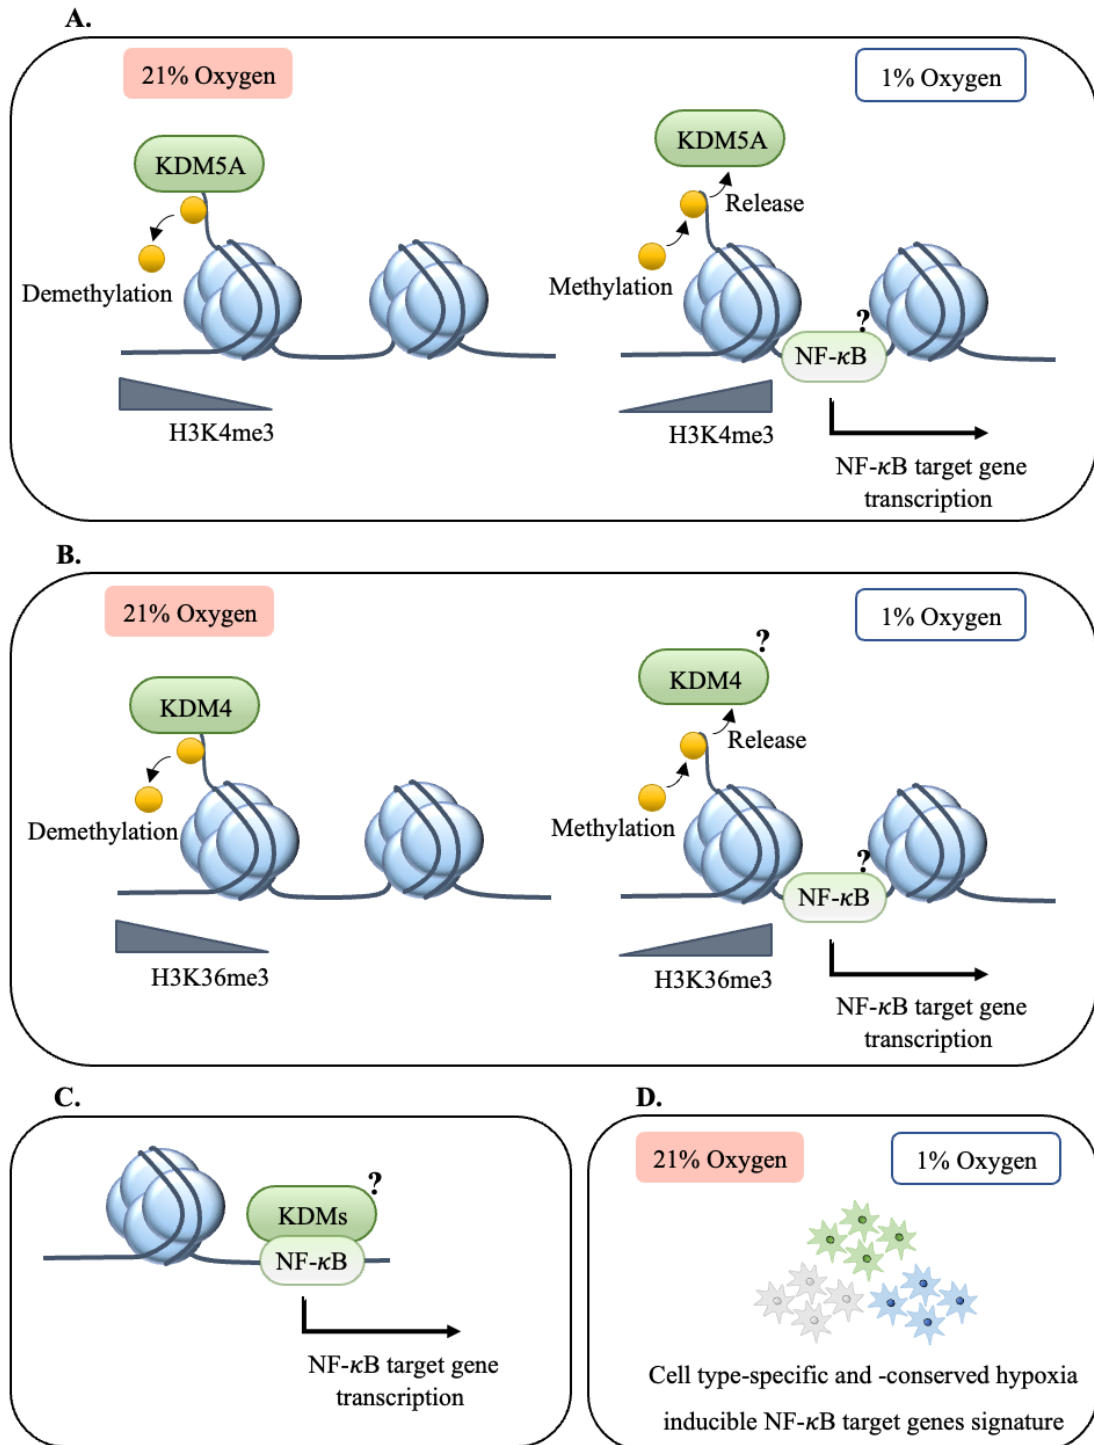 A.
21% Oxygen
1% Oxygen
KDM5A
KDM5A
Release
Demethylation
Methylation
?
NF-κB
H3K4me3
H3K4me3
NF-κB target gene
transcription
B.
21% Oxygen
1% Oxygen
?
KDM4
KDM4
Release
Demethylation
Methylation
?
NF-κB
H3K36me3
H3K36me3
NF-κB target gene
transcription
C.
?
KDMs
NF-κB
NF-κB target gene
transcription
D.
21% Oxygen
1% Oxygen
Cell type-specific and -conserved hypoxia
inducible NF-κB target genes signature